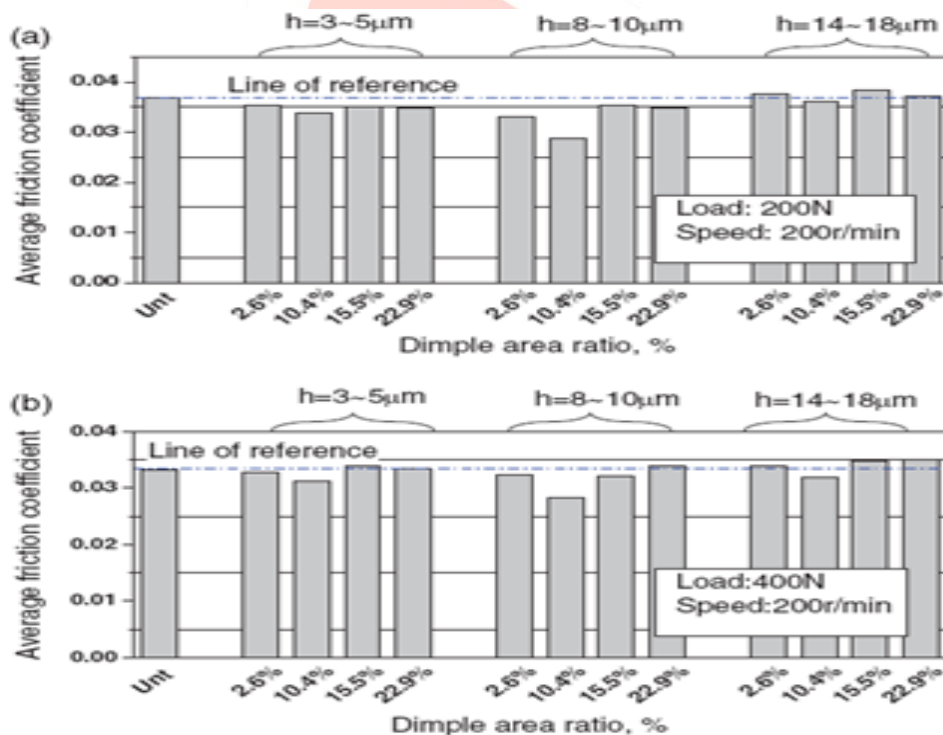 (a)
h=3~5μm h=8~10μm h=14~18μm
Average friction coefficient
0.04
0.03
0.02
0.01
0.00
Line of reference
Load: 200N
Speed: 200r/min
Unt 2.6% 10.4% 15.5% 22.9% 2.6% 10.4% 15.5% 22.9% 2.6% 10.4% 15.5% 22.9%
Dimple area ratio, %
(b)
h=3~5μm h=8~10μm h=14~18μm
Average friction coefficient
0.04
0.03
0.02
0.01
0.00
Line of reference
Load:400N
Speed:200r/min
Unt 2.6% 10.4% 15.5% 22.9% 2.6% 10.4% 15.5% 22.9% 2.6% 10.4% 15.5% 22.9%
Dimple area ratio, %